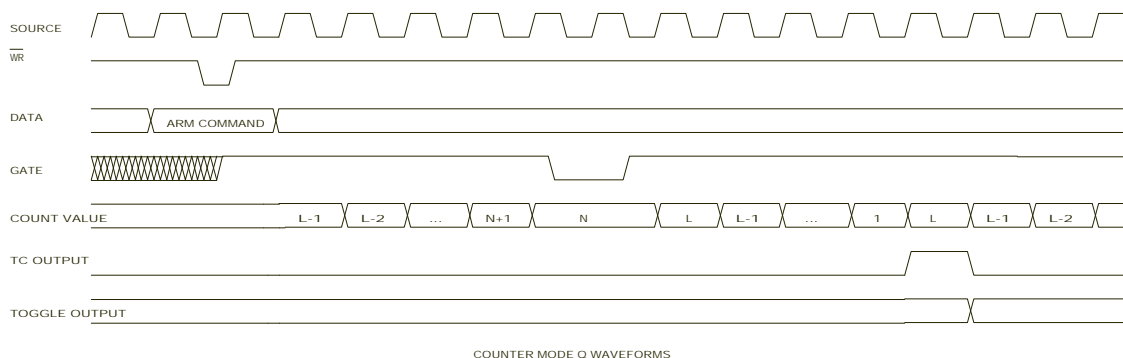 SOURCE
WR
DATA ARM COMMAND
GATE
COUNT VALUE L-1 L-2 ... N+1 N L L-1 ... 1 L L-1 L-2
TC OUTPUT
TOGGLE OUTPUT
COUNTER MODE Q WAVEFORMS